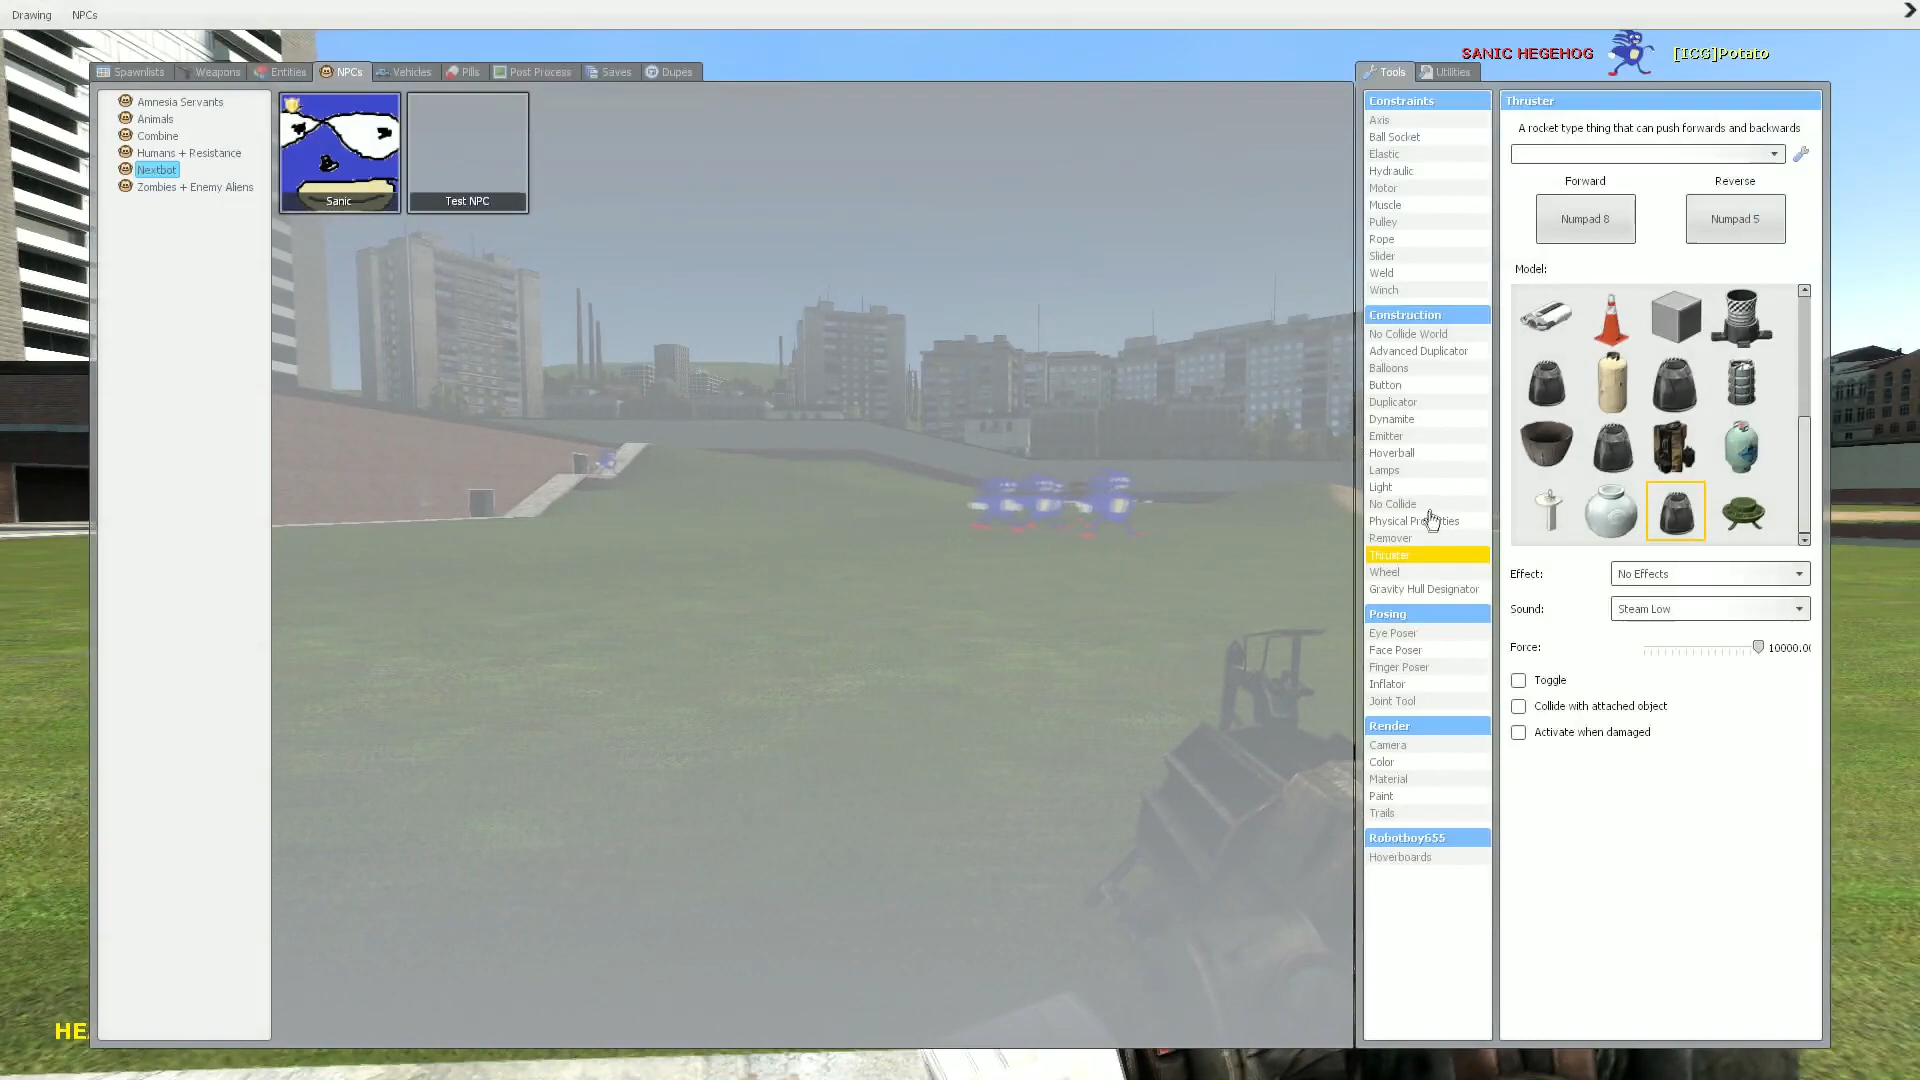 Drawing NPCs
SANIC HEGEHOG [ICG]Potato
Spawnlists Weapons Entities NPCs Vehicles Pills Post Process Saves Dupes
Amnesia Servants
Animals
Combine
Humans + Resistance
Nextbot
Zombies + Enemy Aliens
Sanic
Test NPC
Tools Utilities
Constraints
Axis
Ball Socket
Elastic
Hydraulic
Motor
Muscle
Pulley
Rope
Slider
Weld
Winch
Construction
No Collide World
Advanced Duplicator
Balloons
Button
Duplicator
Dynamite
Emitter
Hoverball
Lamps
Light
No Collide
Physical Properties
Remover
Thruster
Wheel
Gravity Hull Designator
Posing
Eye Poser
Face Poser
Finger Poser
Inflator
Joint Tool
Render
Camera
Color
Material
Paint
Trails
Robotboy655
Hoverboards
Thruster
A rocket type thing that can push forwards and backwards
Forward Reverse
Numpad 8 Numpad 5
Model:
Effect: No Effects
Sound: Steam Low
Force: 10000.0
Toggle
Collide with attached object
Activate when damaged